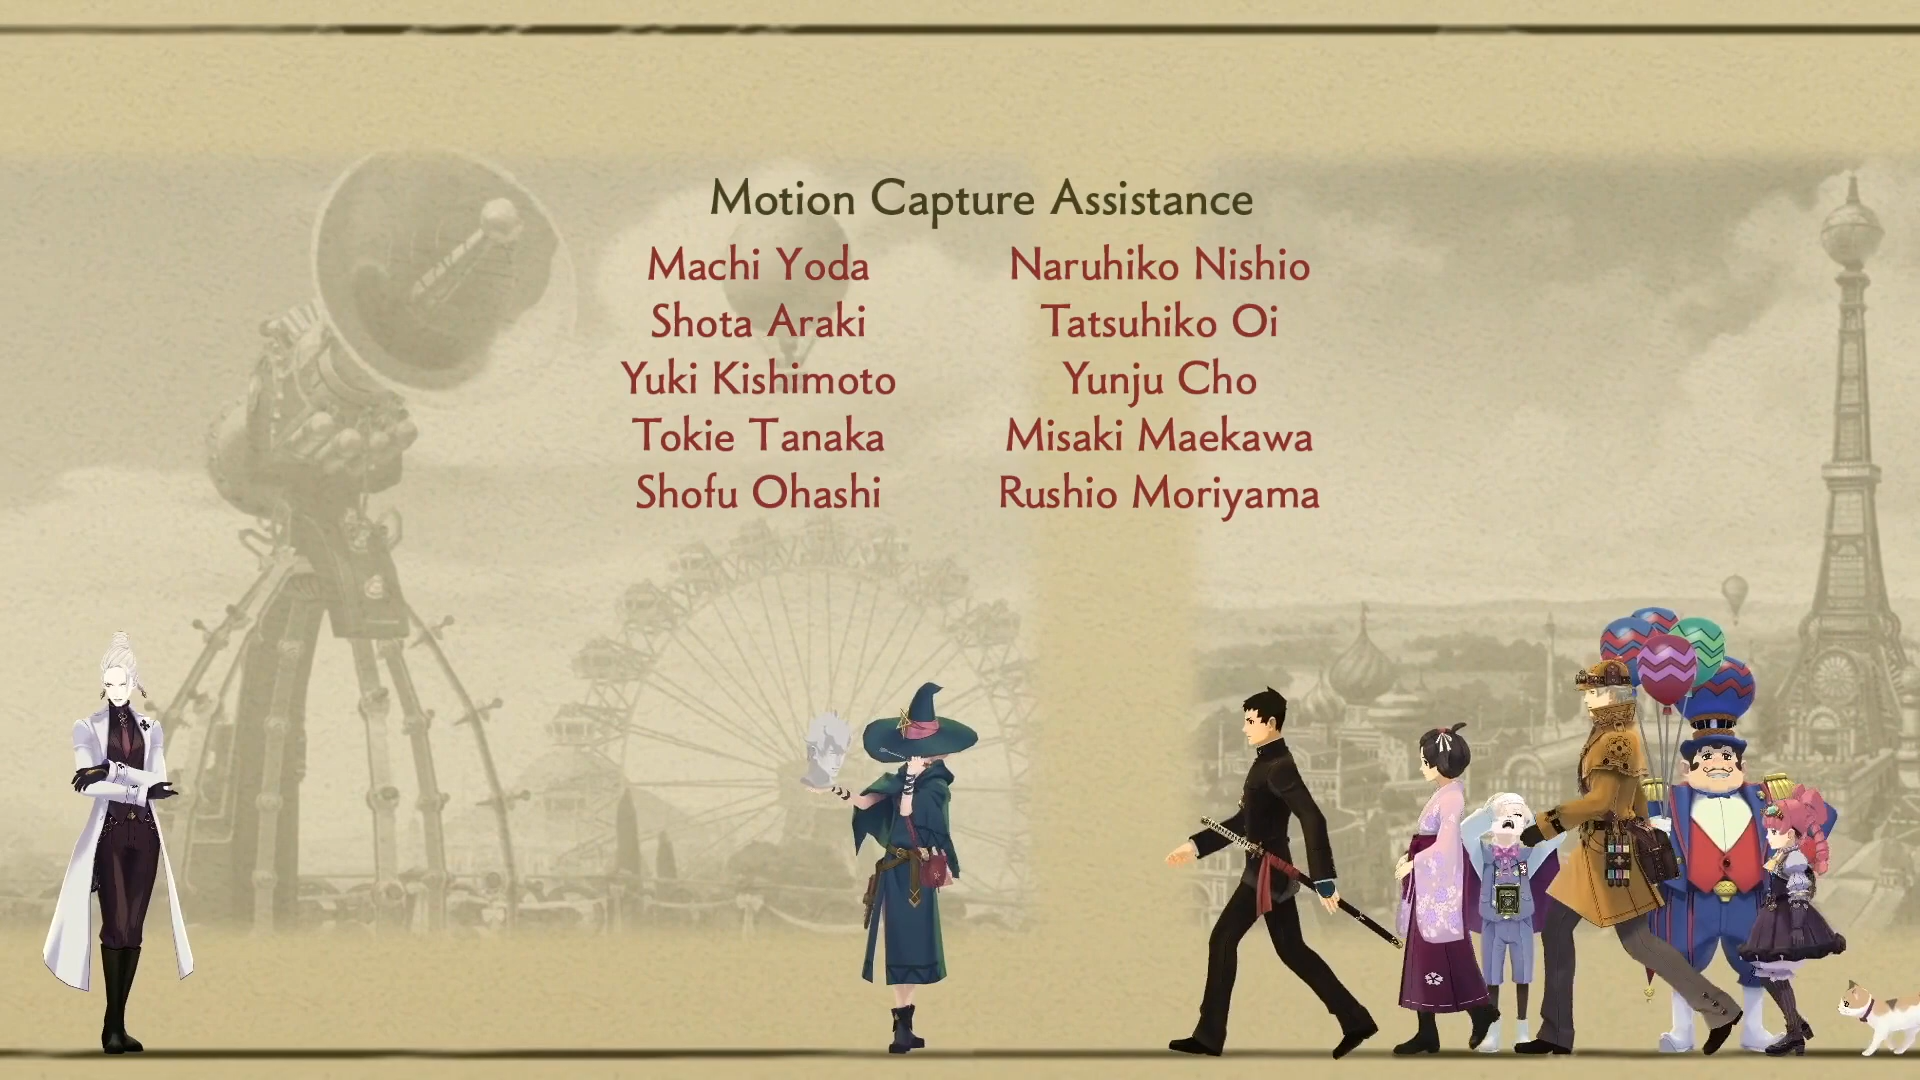 Motion Capture Assistance
Machi Yoda Naruhiko Nishio
Shota Araki Tatsuhiko Oi
Yuki Kishimoto Yunju Cho
Tokie Tanaka Misaki Maekawa
Shofu Ohashi Rushio Moriyama